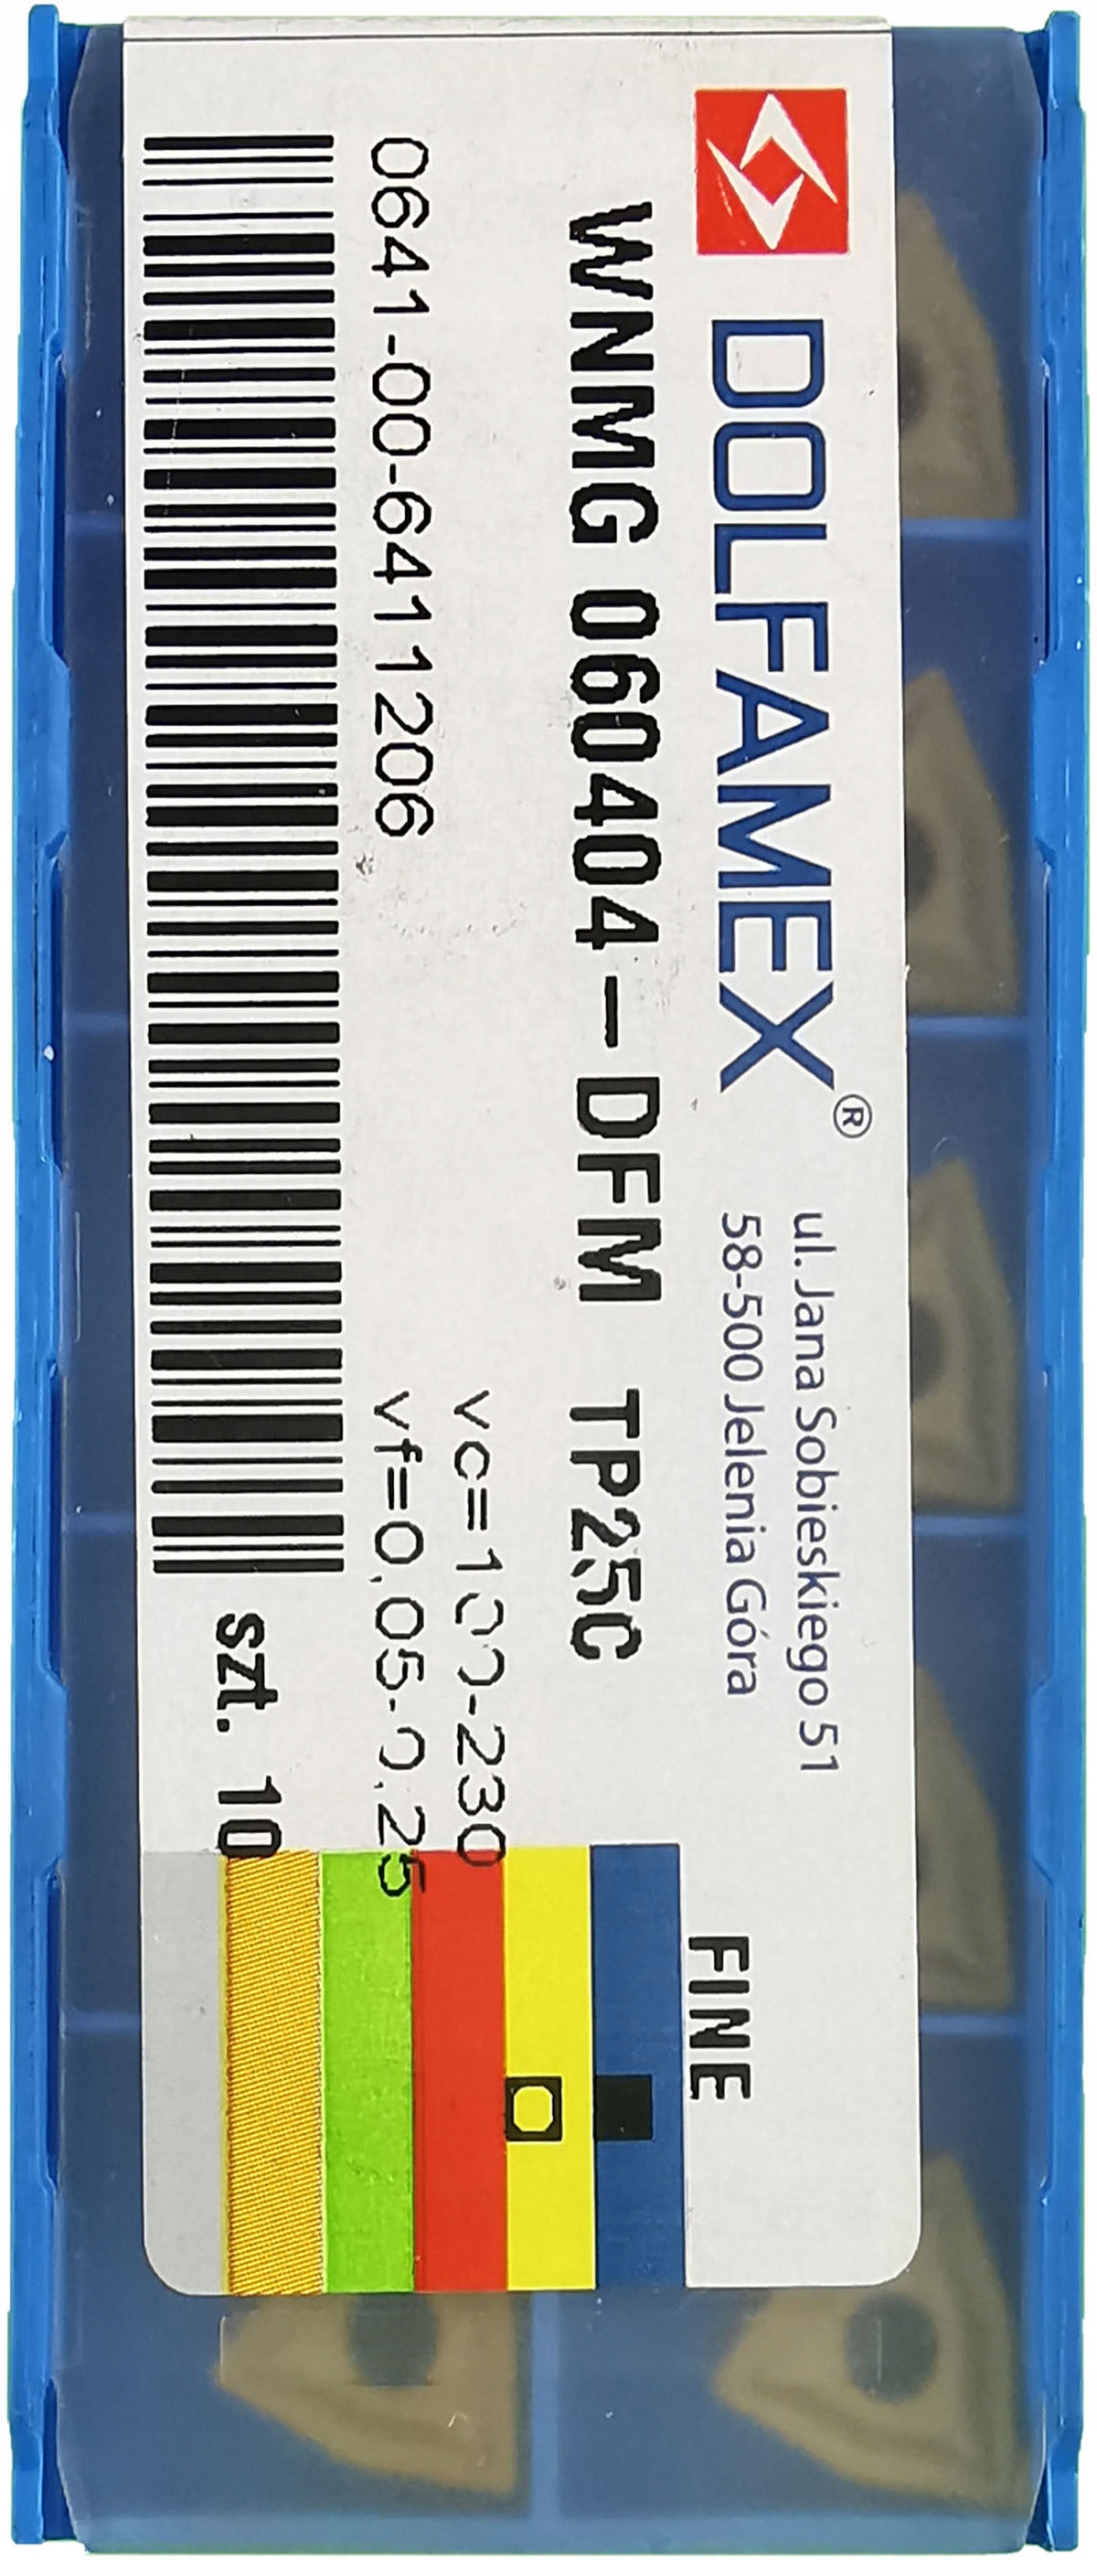 DOLFAMEX®
ul. Jana Sobieskiego 51
58-500 Jelenia Góra
FINE
WNMG 060404-DFM TP25C
vc=100-230
0641-00-6411206
vf=0,05-0,25
szt. 10